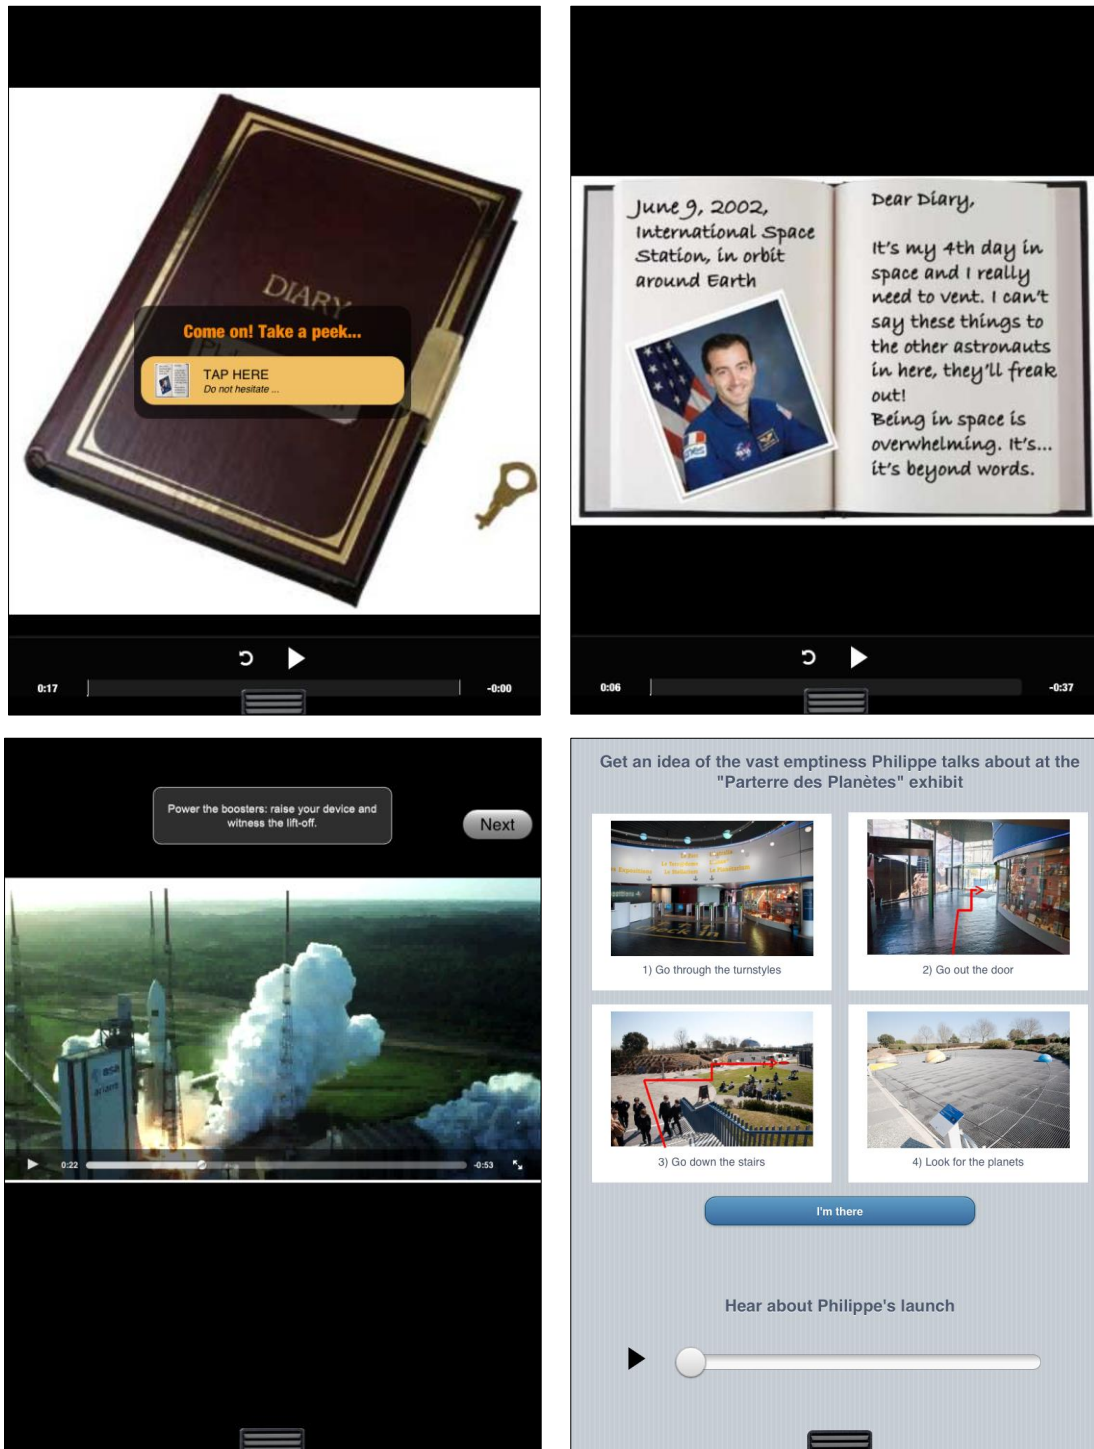 DIARY
Come on! Take a peek...
TAP HERE
Do not hesitate ...
0:17
-0:00
June 9, 2002,
International Space
Station, in orbit
around Earth
Dear Diary,
It's my 4th day in
space and I really
need to vent. I can't
say these things to
the other astronauts
in here, they'll freak
out!
Being in space is
overwhelming. It's...
it's beyond words.
0:06
-0:37
Power the boosters: raise your device and
witness the lift-off.
Next
0:22
-0:53
Get an idea of the vast emptiness Philippe talks about at the
"Parterre des Planètes" exhibit
1) Go through the turnstyles
2) Go out the door
3) Go down the stairs
4) Look for the planets
I'm there
Hear about Philippe's launch